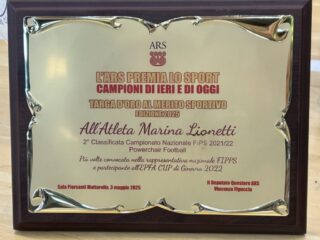 ARS
L'ARS PREMIA LO SPORT
CAMPIONI DI IERI E DI OGGI
TARGA D'ORO AL MERITO SPORTIVO
EDIZIONE 2025
All'Atleta Marina Lionetti
2° Classificata Campionato Nazionale FIPS 2021/22
Powerchair Football
Più volte convocata nella rappresentativa nazionale FIPPS
e partecipante all'EPFA CUP di Ginevra 2022
Sala Piersanti Mattarella, 3 maggio 2025
Il Deputato Questore ARS
Vincenzo Figuccia